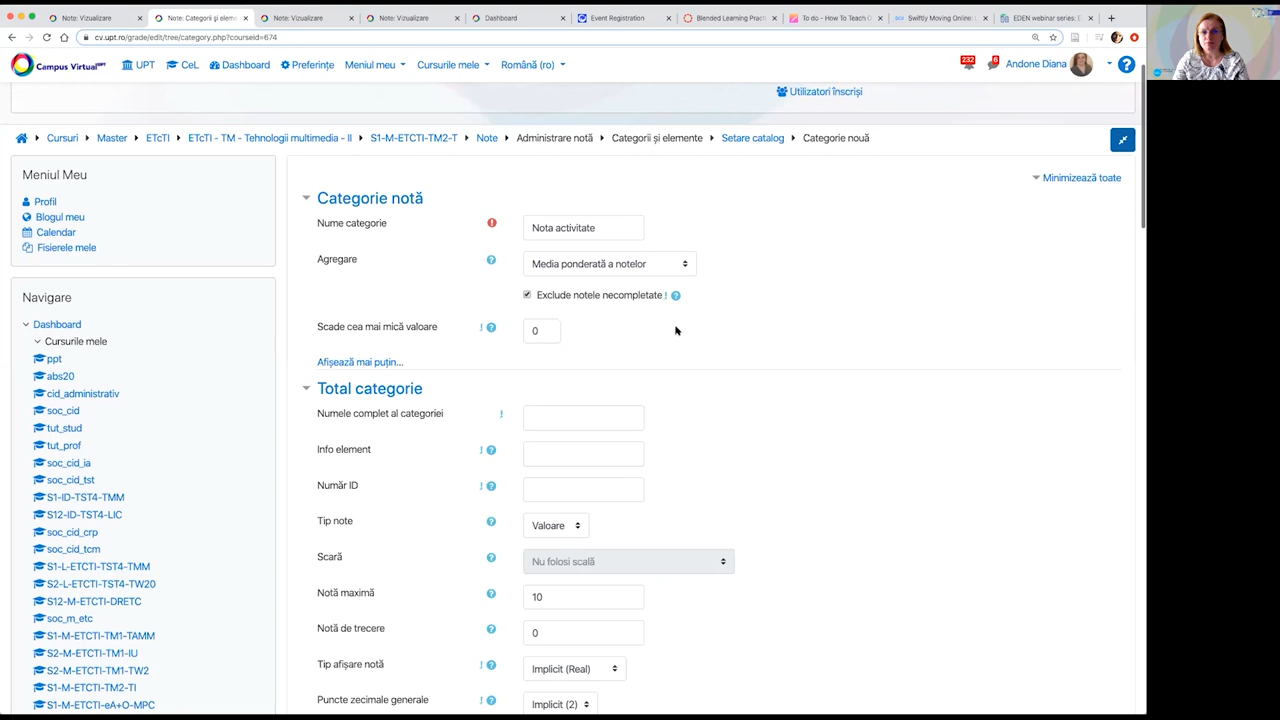 Note: Vizualizare
Note: Categorii şi eleme
Note: Vizualizare
Note: Vizualizare
Dashboard
Event Registration
Blended Learning Pract
To do - How To Teach O
Swiftly Moving Online: L
EDEN webinar series: E
cv.upt.ro/grade/edit/tree/category.php?courseid=674
Campus Virtual UPT
UPT
CeL
Dashboard
Preferințe
Meniul meu
Cursurile mele
Română (ro)
232
6
Andone Diana
Utilizatori înscriși
Cursuri
Master
ETcTI
ETcTI - TM - Tehnologii multimedia - II
S1-M-ETCTI-TM2-T
Note
Administrare notă
Categorii și elemente
Setare catalog
Categorie nouă
Meniul Meu
Profil
Blogul meu
Calendar
Fisierele mele
Navigare
Dashboard
Cursurile mele
ppt
abs20
cid_administrativ
soc_cid
tut_stud
tut_prof
soc_cid_ia
soc_cid_tst
S1-ID-TST4-TMM
S12-ID-TST4-LIC
soc_cid_crp
soc_cid_tcm
S1-L-ETCTI-TST4-TMM
S2-L-ETCTI-TST4-TW20
S12-M-ETCTI-DRETC
soc_m_etc
S1-M-ETCTI-TM1-TAMM
S2-M-ETCTI-TM1-IU
S2-M-ETCTI-TM1-TW2
S1-M-ETCTI-TM2-TI
S1-M-ETCTI-eA+O-MPC
Minimizează toate
Categorie notă
Nume categorie
Nota activitate
Agregare
Media ponderată a notelor
Exclude notele necompletate
Scade cea mai mică valoare
0
Afișează mai puțin...
Total categorie
Numele complet al categoriei
Info element
Număr ID
Tip note
Valoare
Scară
Nu folosi scală
Notă maximă
10
Notă de trecere
0
Tip afișare notă
Implicit (Real)
Puncte zecimale generale
Implicit (2)